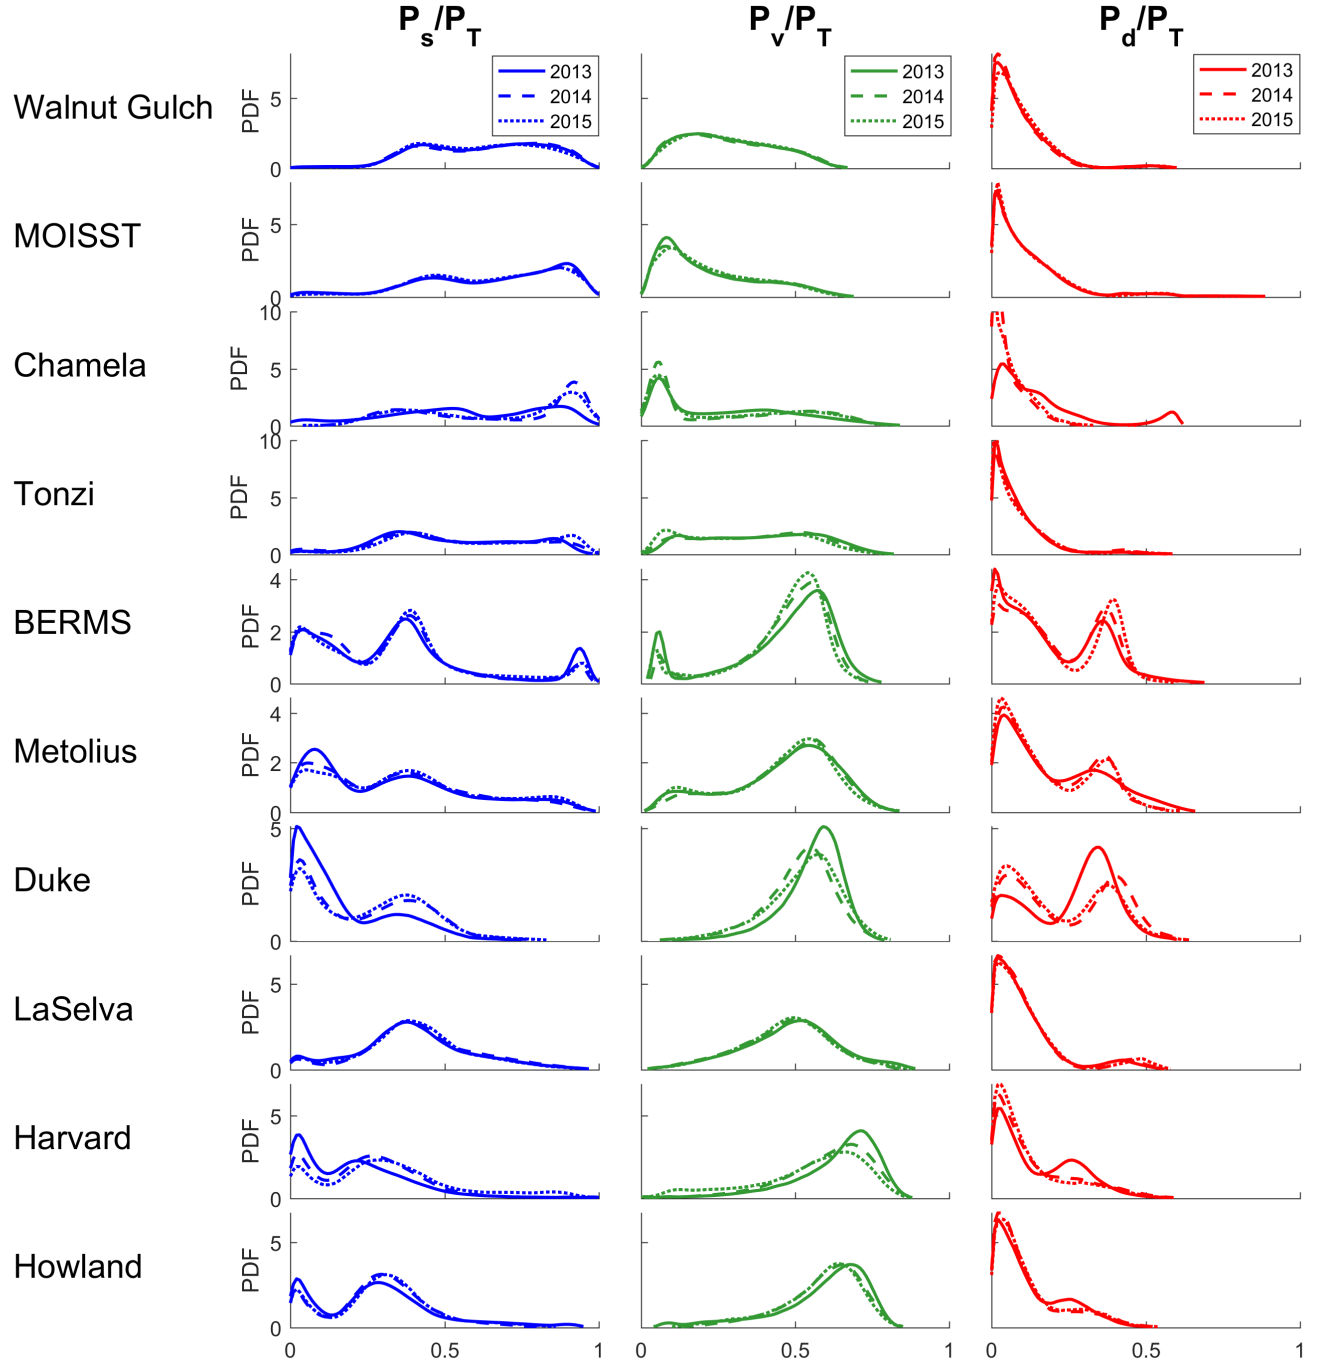 Ps/PT Pv/PT Pd/PT
2013 2013 2013
2014 2014 2014
2015 2015 2015
Walnut Gulch PDF 5 0
MOISST PDF 5 0
Chamela PDF 10 5 0
Tonzi PDF 10 5 0
BERMS PDF 4 2 0
Metolius PDF 4 2 0
Duke PDF 5 0
LaSelva PDF 5 0
Harvard PDF 5 0
Howland PDF 5 0
0 0.5 1 0 0.5 1 0 0.5 1